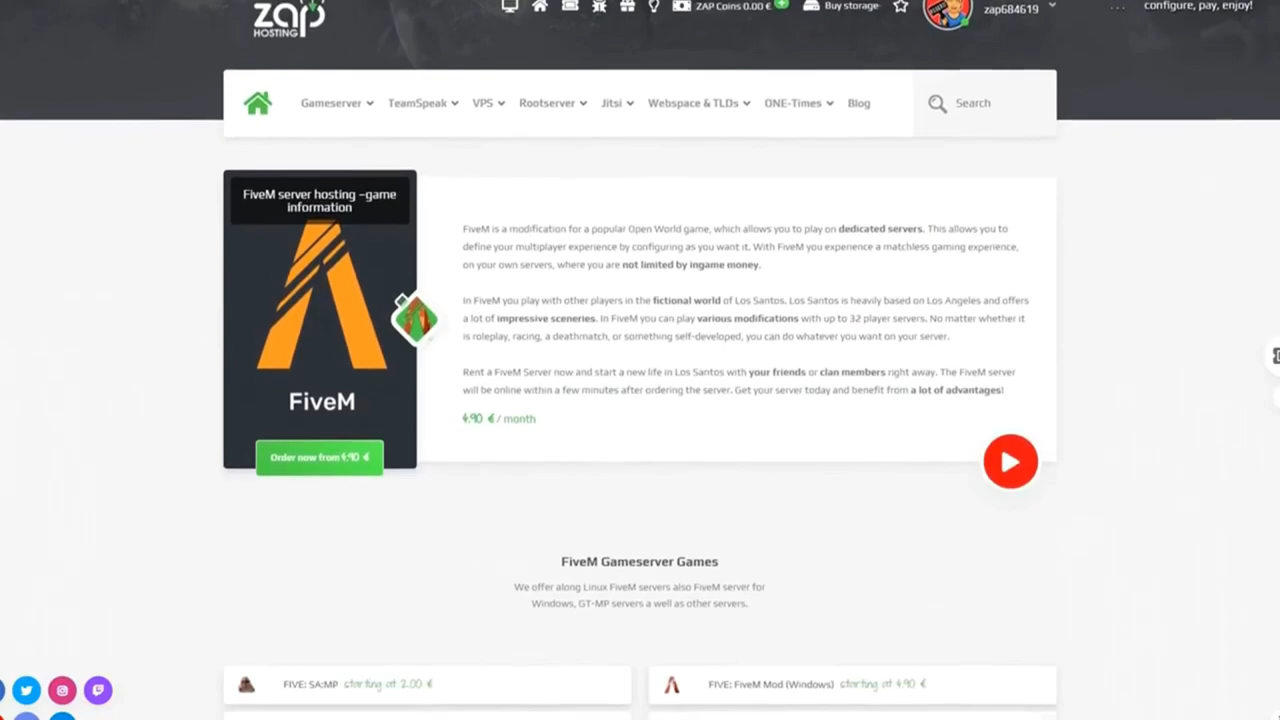 zap
HOSTING
ZAP Coins 0.00 €
Buy storage
zap684619
configure, pay, enjoy!
Gameserver
TeamSpeak
VPS
Rootserver
Jitsi
Webspace & TLDs
ONE-Times
Blog
Search
FiveM server hosting –game
information
FiveM
Order now from 4.90 €
FiveM is a modification for a popular Open World game, which allows you to play on dedicated servers. This allows you to
define your multiplayer experience by configuring as you want it. With FiveM you experience a matchless gaming experience,
on your own servers, where you are not limited by ingame money.
In FiveM you play with other players in the fictional world of Los Santos. Los Santos is heavily based on Los Angeles and offers
a lot of impressive sceneries. In FiveM you can play various modifications with up to 32 player servers. No matter whether it
is roleplay, racing, a deathmatch, or something self-developed, you can do whatever you want on your server.
Rent a FiveM Server now and start a new life in Los Santos with your friends or clan members right away. The FiveM server
will be online within a few minutes after ordering the server. Get your server today and benefit from a lot of advantages!
4.90 € / month
FiveM Gameserver Games
We offer along Linux FiveM servers also FiveM server for
Windows, GT-MP servers a well as other servers.
FIVE: SA:MP starting at 2.00 €
FIVE: FiveM Mod (Windows) starting at 4.90 €